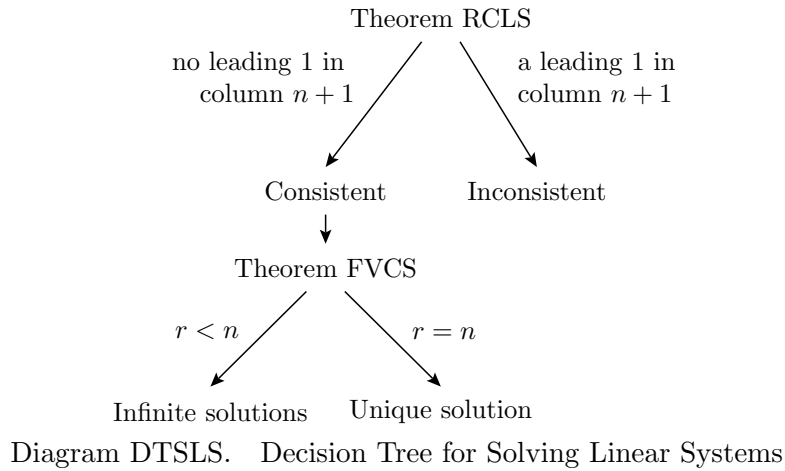 Theorem RCLS
no leading 1 in
column n + 1
a leading 1 in
column n + 1
Consistent
Inconsistent
Theorem FVCS
r < n
r = n
Infinite solutions
Unique solution
Diagram DTSLS. Decision Tree for Solving Linear Systems